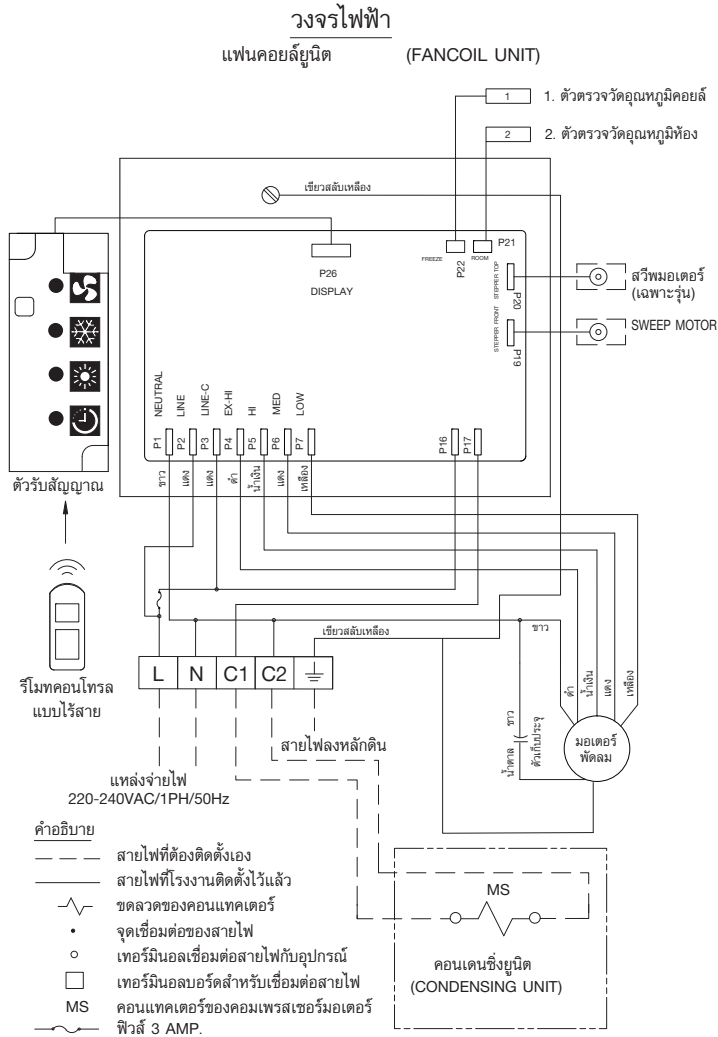 วงจรไฟฟ้า
แฟนคอยล์ยูนิต (FANCOIL UNIT)
1 1. ตัวตรวจวัดอุณหภูมิคอยล์
2 2. ตัวตรวจวัดอุณหภูมิห้อง
เขียวสลับเหลือง
P26
DISPLAY
FREEZE
P22
ROOM
P21
STEPPER TOP
P20
สวีพมอเตอร์
(เฉพาะรุ่น)
STEPPER FRONT
P19
SWEEP MOTOR
NEUTRAL
LINE
LINE-C
EX-HI
HI
MED
LOW
P1
P2
P3
P4
P5
P6
P7
P16
P17
ขาว
แดง
แดง
ดำ
น้ำเงิน
แดง
เหลือง
ตัวรับสัญญาณ
รีโมทคอนโทรล
แบบไร้สาย
เขียวสลับเหลือง
ขาว
L N C1 C2
ดำ
น้ำเงิน
แดง
เหลือง
ขาว
น้ำตาล
ตัวเก็บประจุ
มอเตอร์
พัดลม
สายไฟลงหลักดิน
แหล่งจ่ายไฟ
220-240VAC/1PH/50Hz
คำอธิบาย
สายไฟที่ต้องติดตั้งเอง
สายไฟที่โรงงานติดตั้งไว้แล้ว
ขดลวดของคอนแทคเตอร์
จุดเชื่อมต่อของสายไฟ
เทอร์มินอลเชื่อมต่อสายไฟกับอุปกรณ์
เทอร์มินอลบอร์ดสำหรับเชื่อมต่อสายไฟ
MS คอนแทคเตอร์ของคอมเพรสเซอร์มอเตอร์
ฟิวส์ 3 AMP.
MS
คอนเดนซิ่งยูนิต
(CONDENSING UNIT)